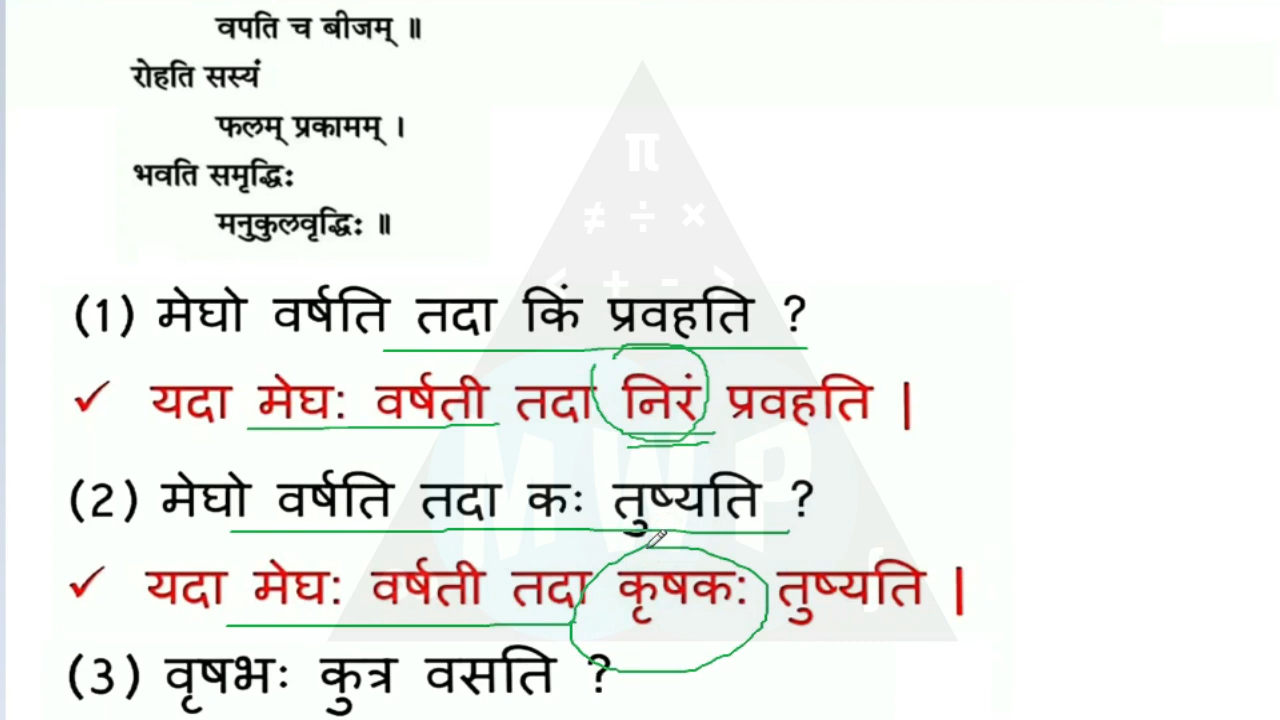 वपति च बीजम् ॥
रोहति सस्यं
फलम् प्रकामम् ।
भवति समृद्धिः
मनुकुलवृद्धिः ॥
π
≠ ÷ ×
< + - >
(1) मेघो वर्षति तदा किं प्रवहति ?
✓ यदा मेघ: वर्षती तदा निरं प्रवहति |
MWP
(2) मेघो वर्षति तदा कः तुष्यति ?
✓ यदा मेघ: वर्षती तदा कृषक: तुष्यति |
(3) वृषभः कुत्र वसति ?